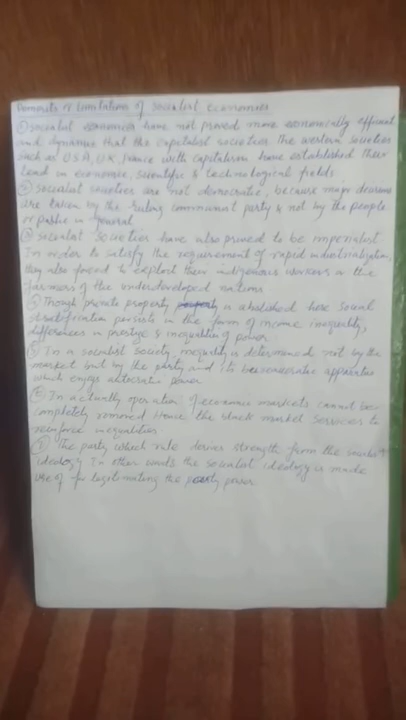 Demerits or Limitation of Socialist Economies
① socialist economies have not proved more economically efficient
and dynamic that the capitalist societies The western societies
such as USA, UK, France with capitalism have established their
lead in economic, scientific & technological fields.
② socialist societies are not democratic, because major decisions
are taken by the Ruling communist party & not by the people
or public in general
③ socialist societies have also proved to be imperialist.
In order to satisfy the requirement of rapid industrialization,
they also forced to exploit their indigenous workers or the
farmers of the underdeveloped nations
④ Though private property is abolished here social
stratification persists in the form of income inequality,
differences in prestige & inequalities of power.
⑤ In a socialist society inequality is determined not by the
market but by the party and its bureaucratic apparatus
which enjoys autocratic power
⑥ In actually operation of economic markets cannot be
completely removed Hence the black market services to
reinforce inequalities
⑦ The party which rule derives strength from the socialist
ideology In other words the socialist ideology is made
use of for legitimating the party power.